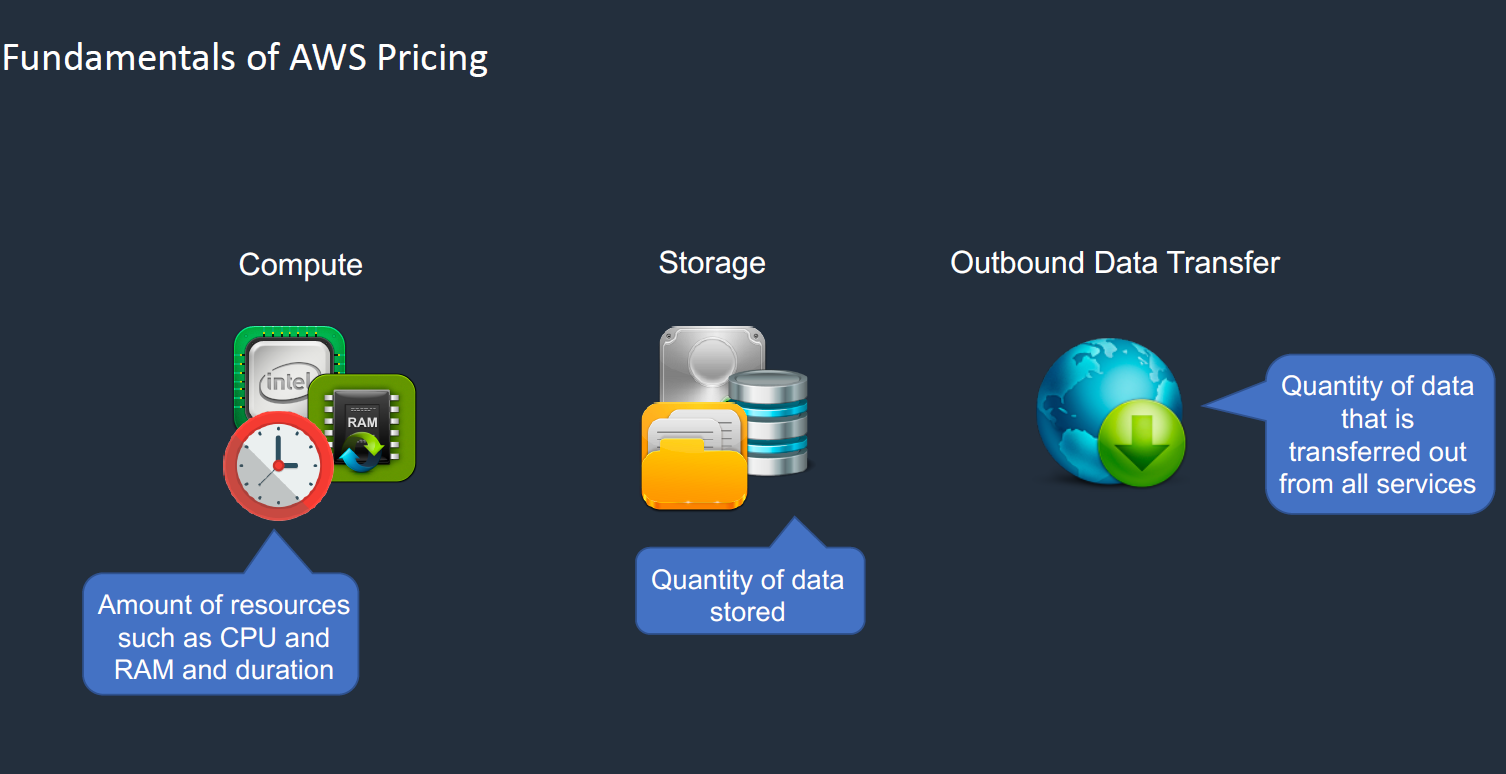 Fundamentals of AWS Pricing
Compute
Storage
Outbound Data Transfer
intel
RAM
Quantity of data
that is
transferred out
from all services
Quantity of data
stored
Amount of resources
such as CPU and
RAM and duration